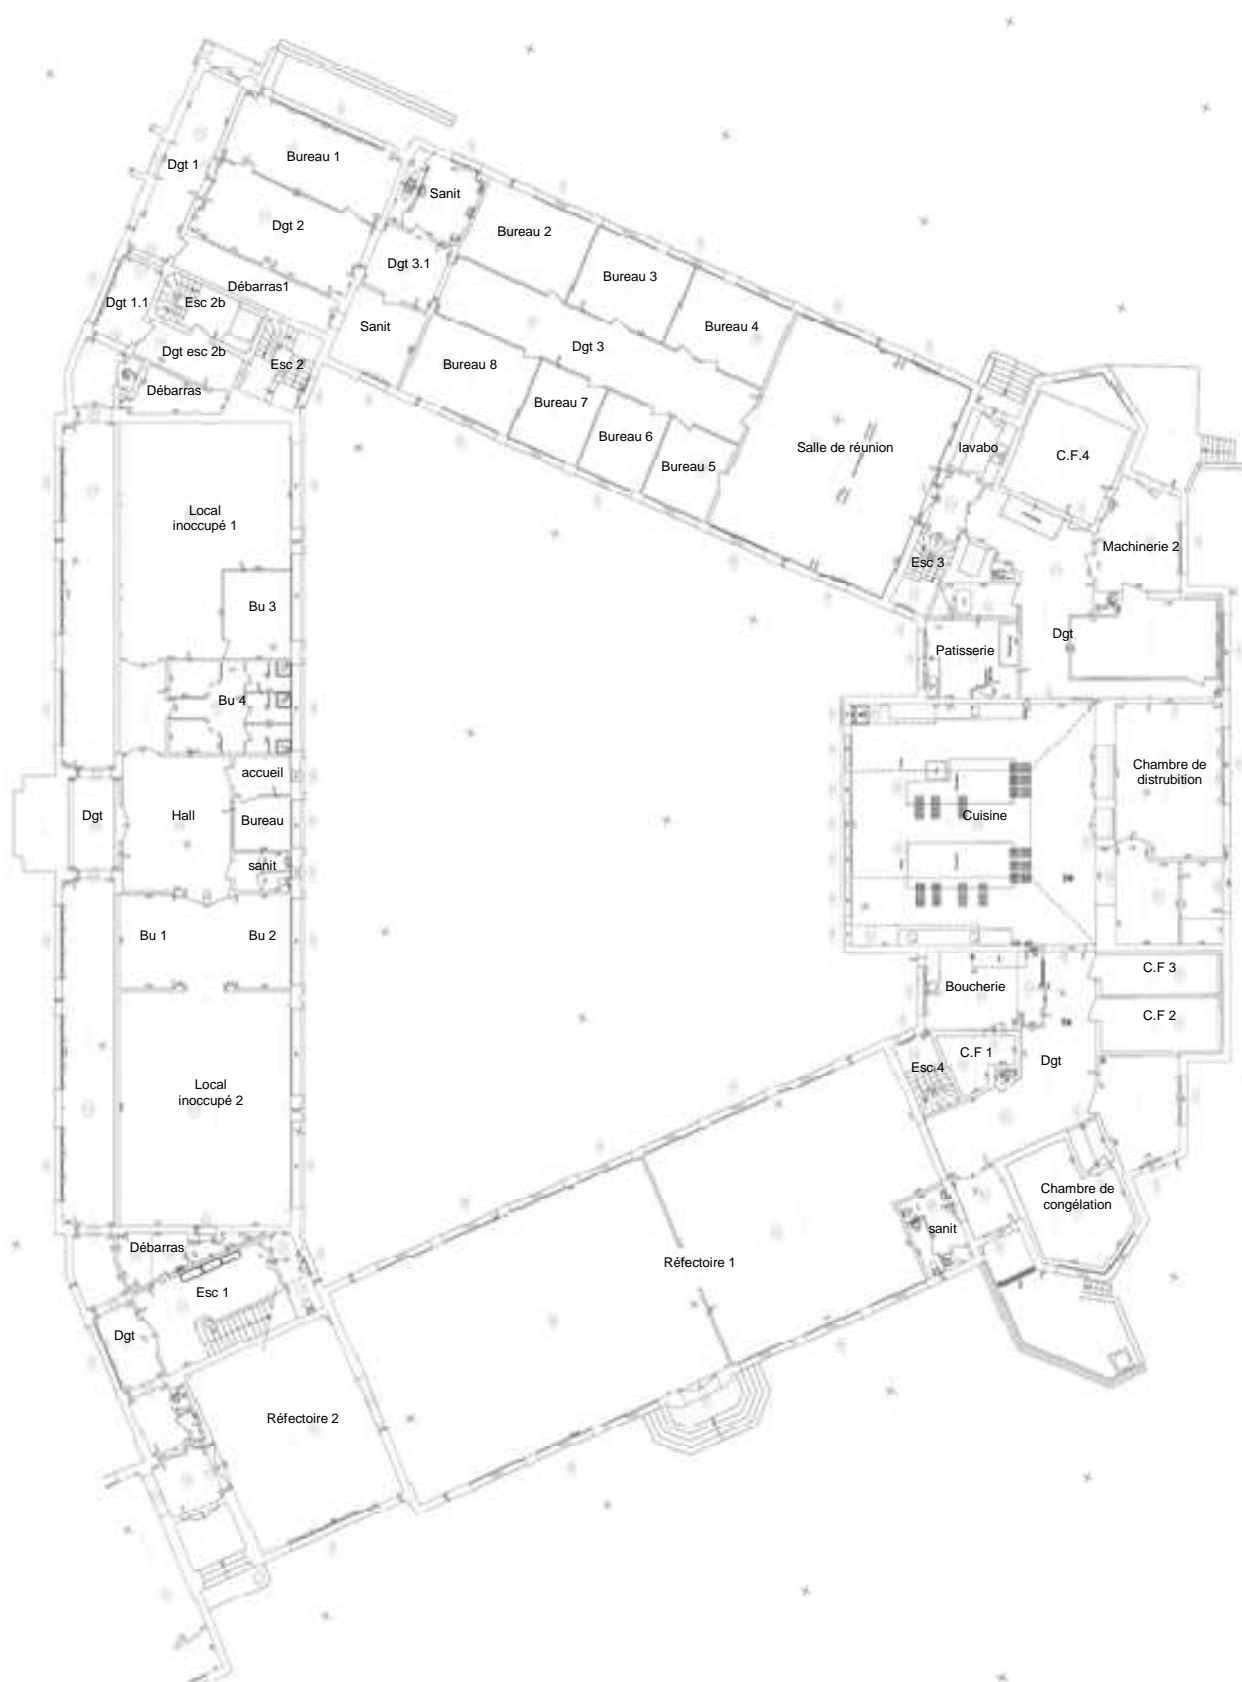 Bureau 1
Dgt 1
Sanit
Dgt 2
Bureau 2
Dgt 3.1
Bureau 3
Débarras1
Dgt 1.1
Esc 2b
Sanit
Bureau 4
Dgt 3
Dgt esc 2b
Esc 2
Bureau 8
Débarras
Bureau 7
Bureau 6
Salle de réunion
lavabo
C.F.4
Bureau 5
Local
inoccupé 1
Machinerie 2
Esc 3
Bu 3
Dgt
Patisserie
Bu 4
Chambre de
distrubition
accueil
Dgt
Hall
Bureau
Cuisine
sanit
Bu 1
Bu 2
C.F 3
Boucherie
C.F 2
C.F 1
Esc 4
Dgt
Local
inoccupé 2
Chambre de
congélation
sanit
Débarras
Réfectoire 1
Esc 1
Dgt
Réfectoire 2